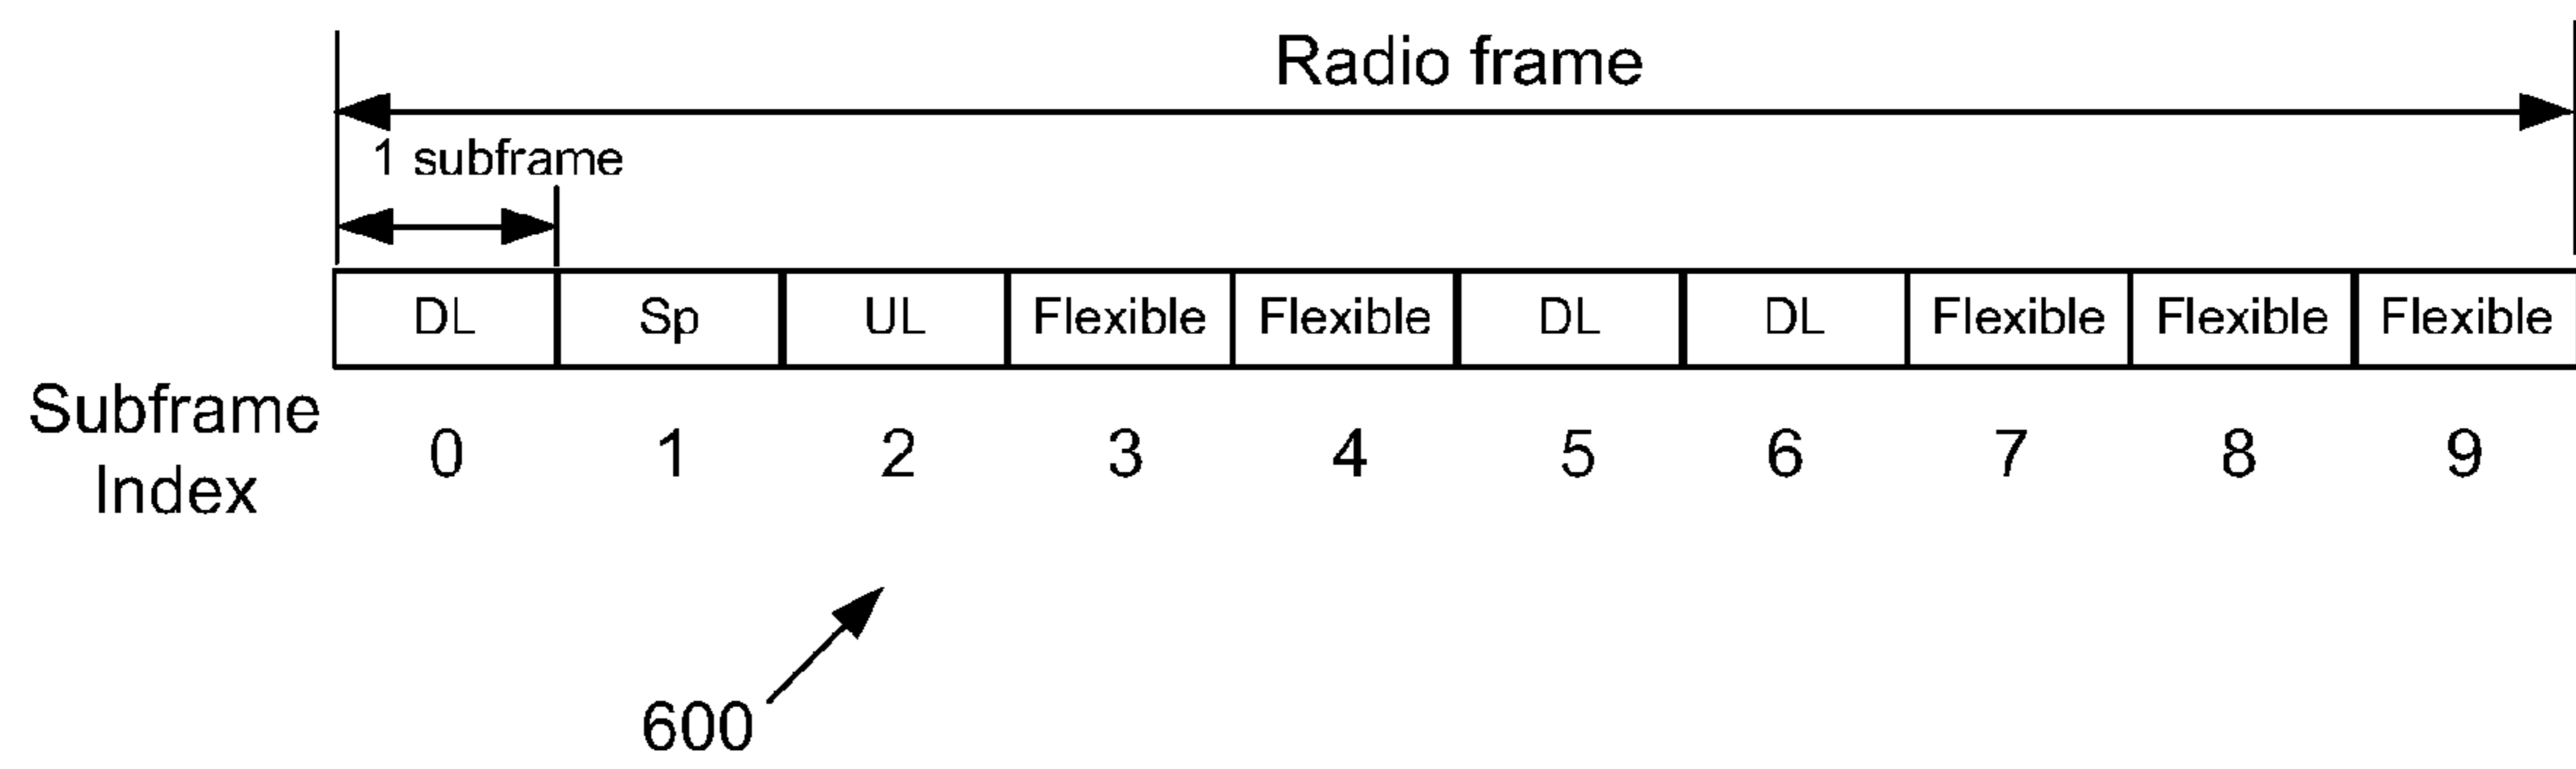 Radio frame
1 subframe
DL Sp UL Flexible Flexible DL DL Flexible Flexible Flexible
Subframe
Index
0 1 2 3 4 5 6 7 8 9
600